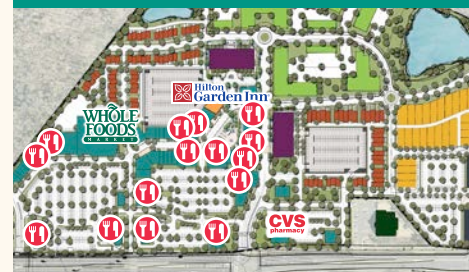 Hilton
Garden Inn
WHOLE
FOODS
MARKET
CVS
pharmacy